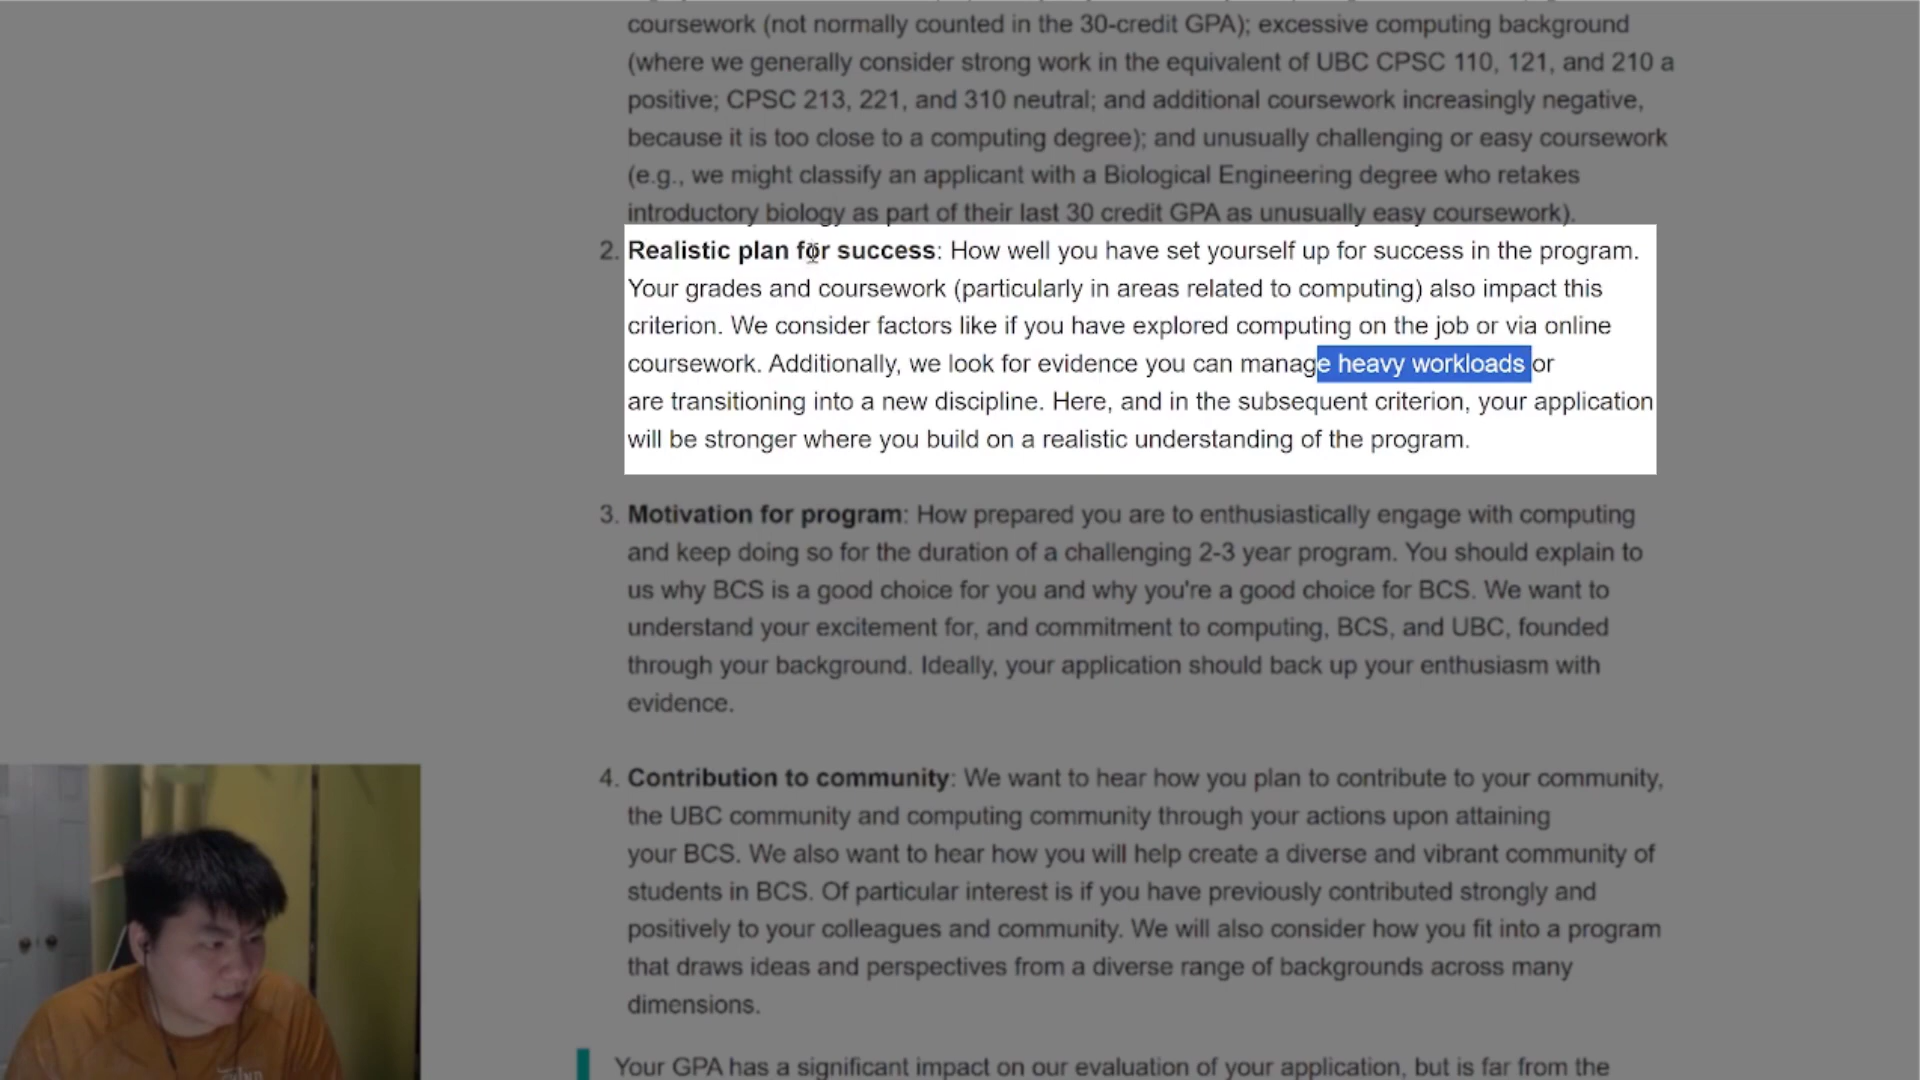 coursework (not normally counted in the 30-credit GPA); excessive computing background
(where we generally consider strong work in the equivalent of UBC CPSC 110, 121, and 210 a
positive; CPSC 213, 221, and 310 neutral; and additional coursework increasingly negative,
because it is too close to a computing degree); and unusually challenging or easy coursework
(e.g., we might classify an applicant with a Biological Engineering degree who retakes
introductory biology as part of their last 30 credit GPA as unusually easy coursework).
2. Realistic plan for success: How well you have set yourself up for success in the program.
Your grades and coursework (particularly in areas related to computing) also impact this
criterion. We consider factors like if you have explored computing on the job or via online
coursework. Additionally, we look for evidence you can manage heavy workloads or
are transitioning into a new discipline. Here, and in the subsequent criterion, your application
will be stronger where you build on a realistic understanding of the program.
3. Motivation for program: How prepared you are to enthusiastically engage with computing
and keep doing so for the duration of a challenging 2-3 year program. You should explain to
us why BCS is a good choice for you and why you're a good choice for BCS. We want to
understand your excitement for, and commitment to computing, BCS, and UBC, founded
through your background. Ideally, your application should back up your enthusiasm with
evidence.
4. Contribution to community: We want to hear how you plan to contribute to your community,
the UBC community and computing community through your actions upon attaining
your BCS. We also want to hear how you will help create a diverse and vibrant community of
students in BCS. Of particular interest is if you have previously contributed strongly and
positively to your colleagues and community. We will also consider how you fit into a program
that draws ideas and perspectives from a diverse range of backgrounds across many
dimensions.
Your GPA has a significant impact on our evaluation of your application, but is far from the